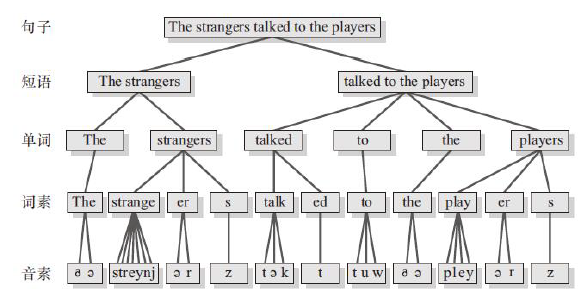 句子 The strangers talked to the players
短语 The strangers talked to the players
单词 The strangers talked to the players
词素 The strange er s talk ed to the play er s
音素 ð ə streynj ə r z t ə k t t u w ð ə pley ə r z